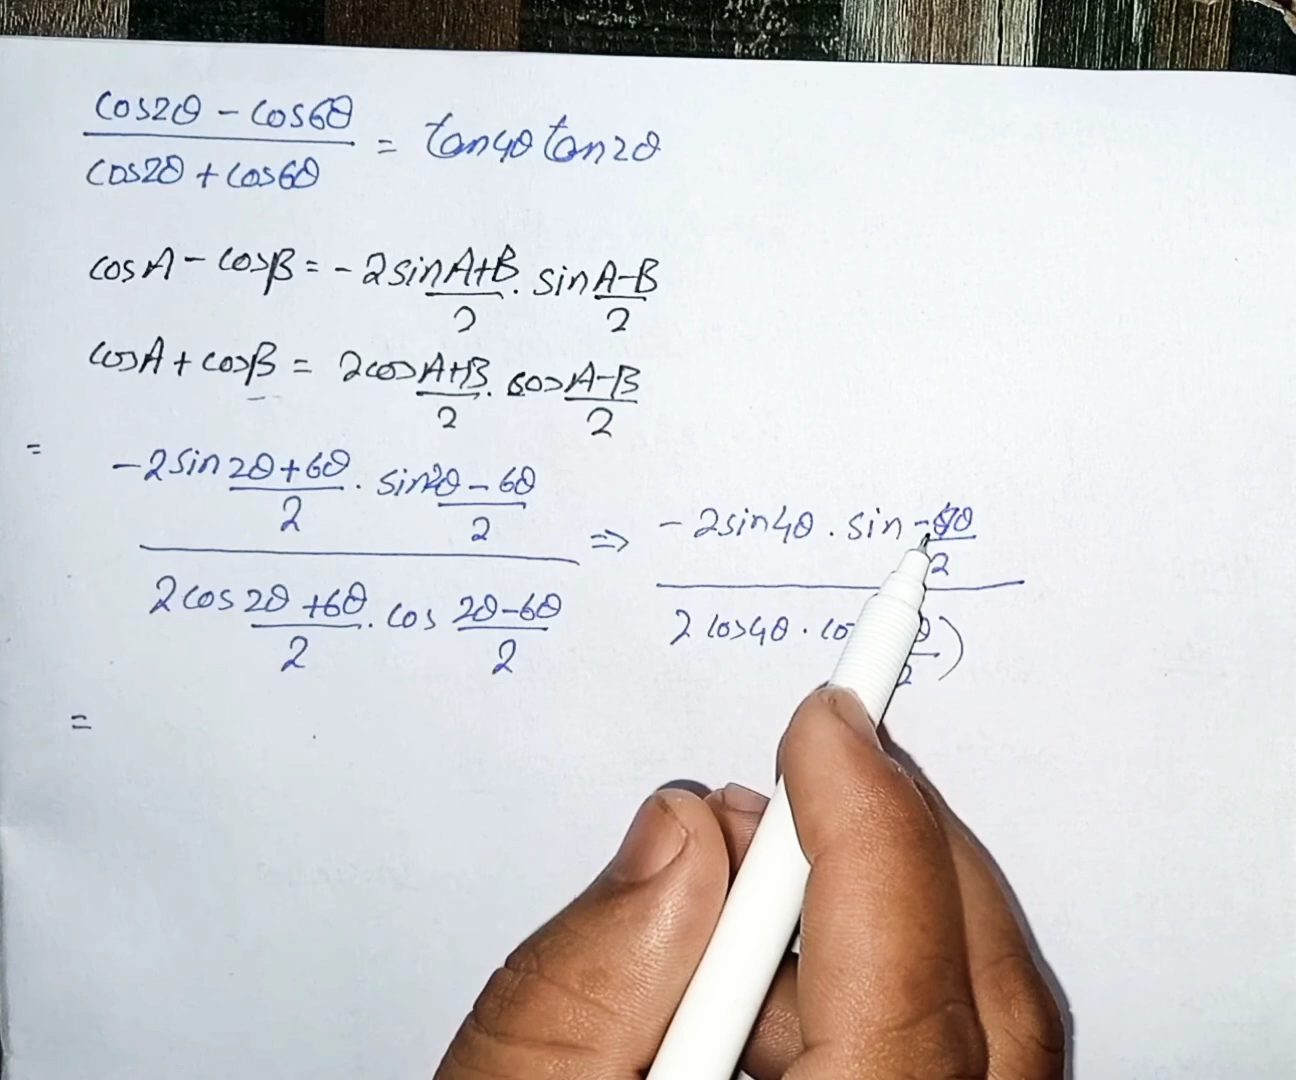 cos2θ - cos6θ / cos2θ + cos6θ = tan4θ tan2θ
cosA - cosB = - 2sin A+B/2 . sin A-B/2
cosA + cosB = 2cos A+B/2 . cos A-B/2
= -2sin 2θ+6θ/2 . sin 2θ-6θ/2 / 2cos 2θ+6θ/2 . cos 2θ-6θ/2 ⇒ -2sin4θ . sin / 2cos4θ .
=